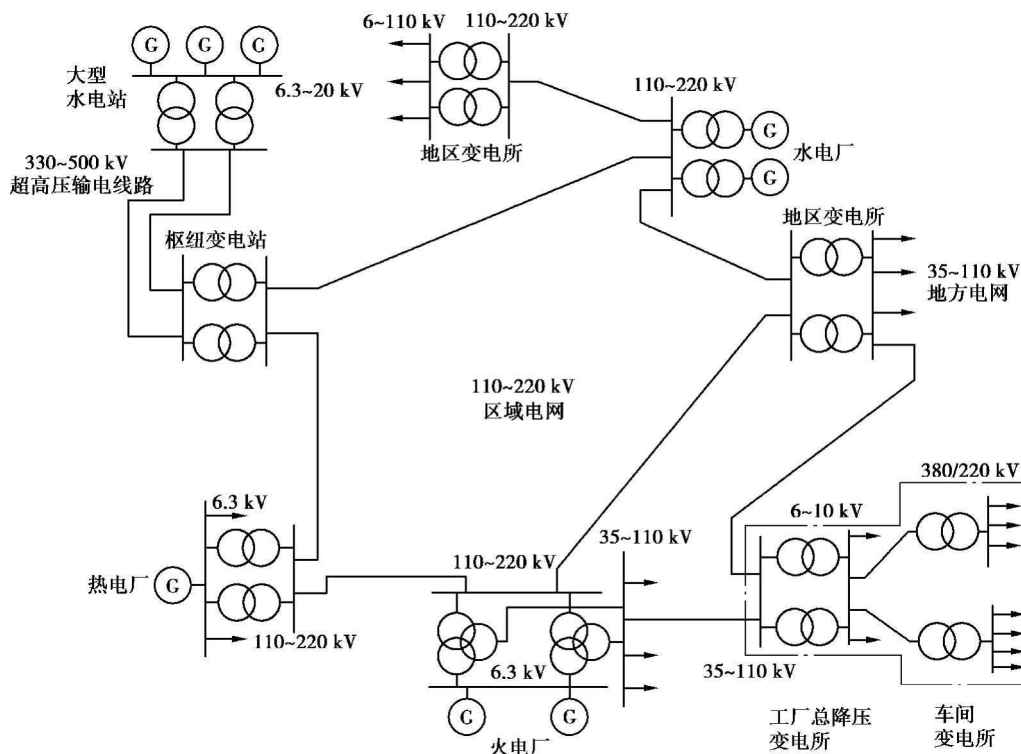 G
G
G
大型
水电站
6.3~20 kV
330~500 kV
超高压输电线路
枢纽变电站
6~110 kV
110~220 kV
地区变电所
110~220 kV
G
G
水电厂
地区变电所
35~110 kV
地方电网
110~220 kV
区域电网
6.3 kV
热电厂
G
110~220 kV
110~220 kV
35~110 kV
6.3 kV
G
G
火电厂
380/220 kV
6~10 kV
35~110 kV
工厂总降压
变电所
车间
变电所